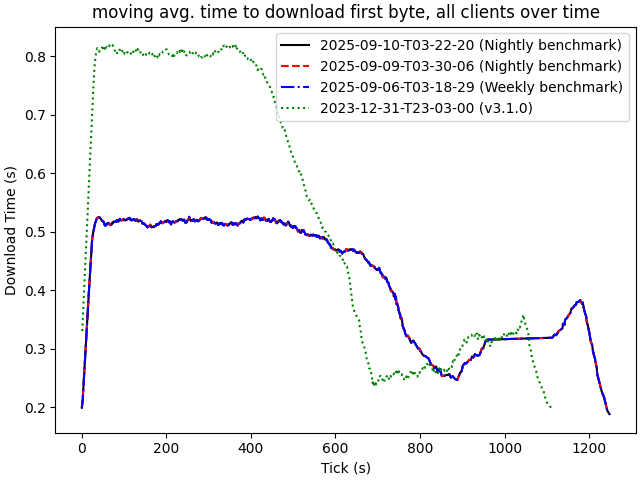 moving avg. time to download first byte, all clients over time
2025-09-10-T03-22-20 (Nightly benchmark)
2025-09-09-T03-30-06 (Nightly benchmark)
2025-09-06-T03-18-29 (Weekly benchmark)
2023-12-31-T23-03-00 (v3.1.0)
Download Time (s)
0.8
0.7
0.6
0.5
0.4
0.3
0.2
0 200 400 600 800 1000 1200
Tick (s)